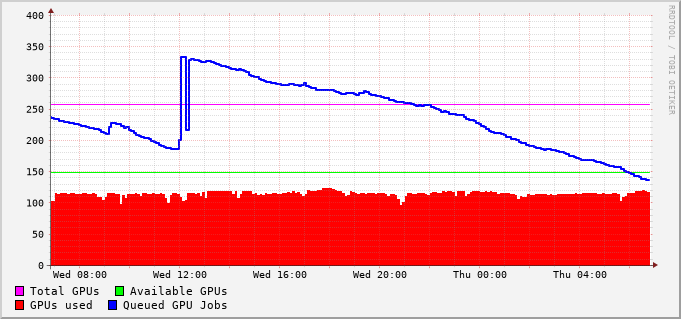 RRDTOOL / TOBI OETIKER
400
350
300
250
200
150
100
50
0
Wed 08:00 Wed 12:00 Wed 16:00 Wed 20:00 Thu 00:00 Thu 04:00
Total GPUs Available GPUs
GPUs used Queued GPU Jobs